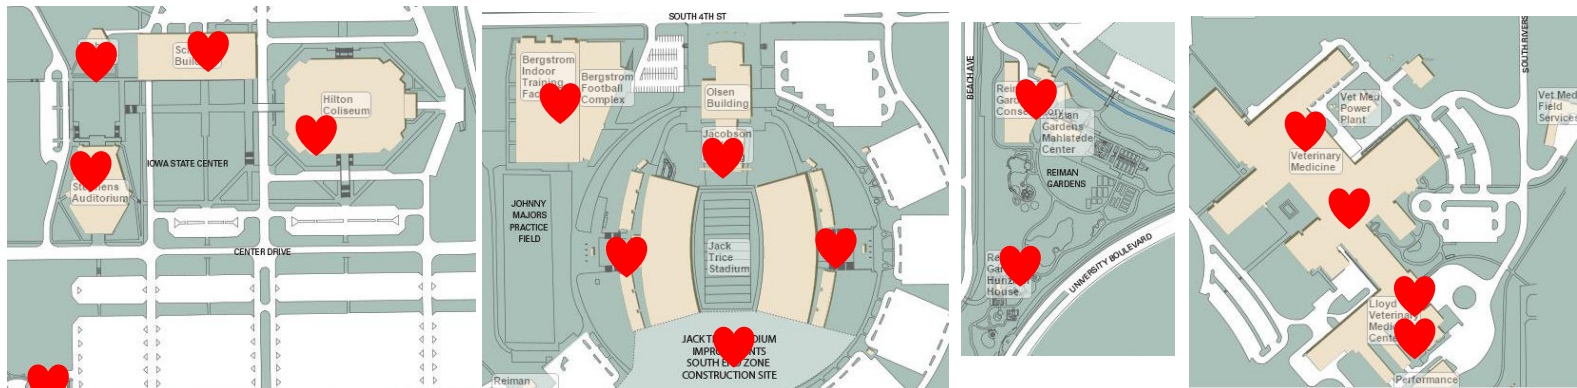 Hilton
Coliseum
IOWA STATE CENTER
Auditorium
CENTER DRIVE
SOUTH 4TH ST
Bergstrom
Indoor
Training
Bergstrom
Football
Complex
Olsen
Building
Jacobson
JOHNNY
MAJORS
PRACTICE
FIELD
Jack
Trice
Stadium
SOUTH
ZONE
CONSTRUCTION SITE
Reiman
BEACH AVE
Gardens
Mahlstede
Center
REIMAN
GARDENS
House
UNIVERSITY BOULEVARD
SOUTH RIVERS
Vet Med
Power
Plant
Vet Med
Field
Services
Veterinary
Medicine
Lloyd
Performance